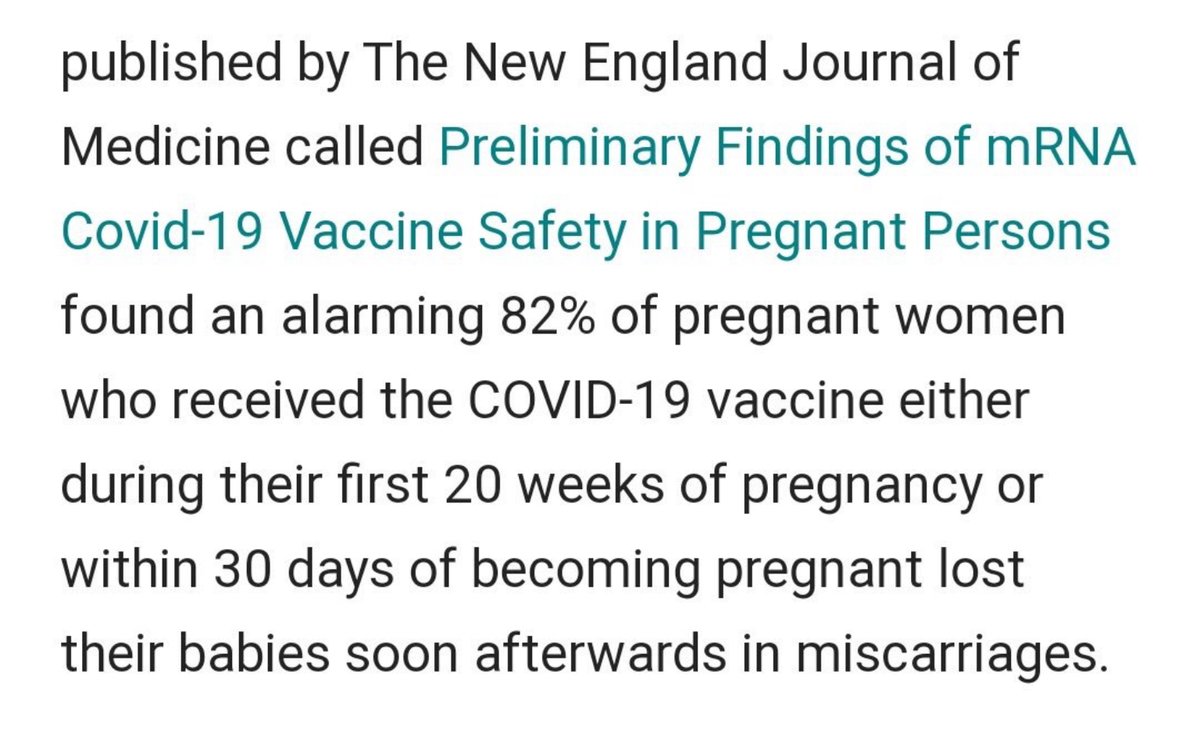 published by The New England Journal of
Medicine called Preliminary Findings of mRNA
Covid-19 Vaccine Safety in Pregnant Persons
found an alarming 82% of pregnant women
who received the COVID-19 vaccine either
during their first 20 weeks of pregnancy or
within 30 days of becoming pregnant lost
their babies soon afterwards in miscarriages.